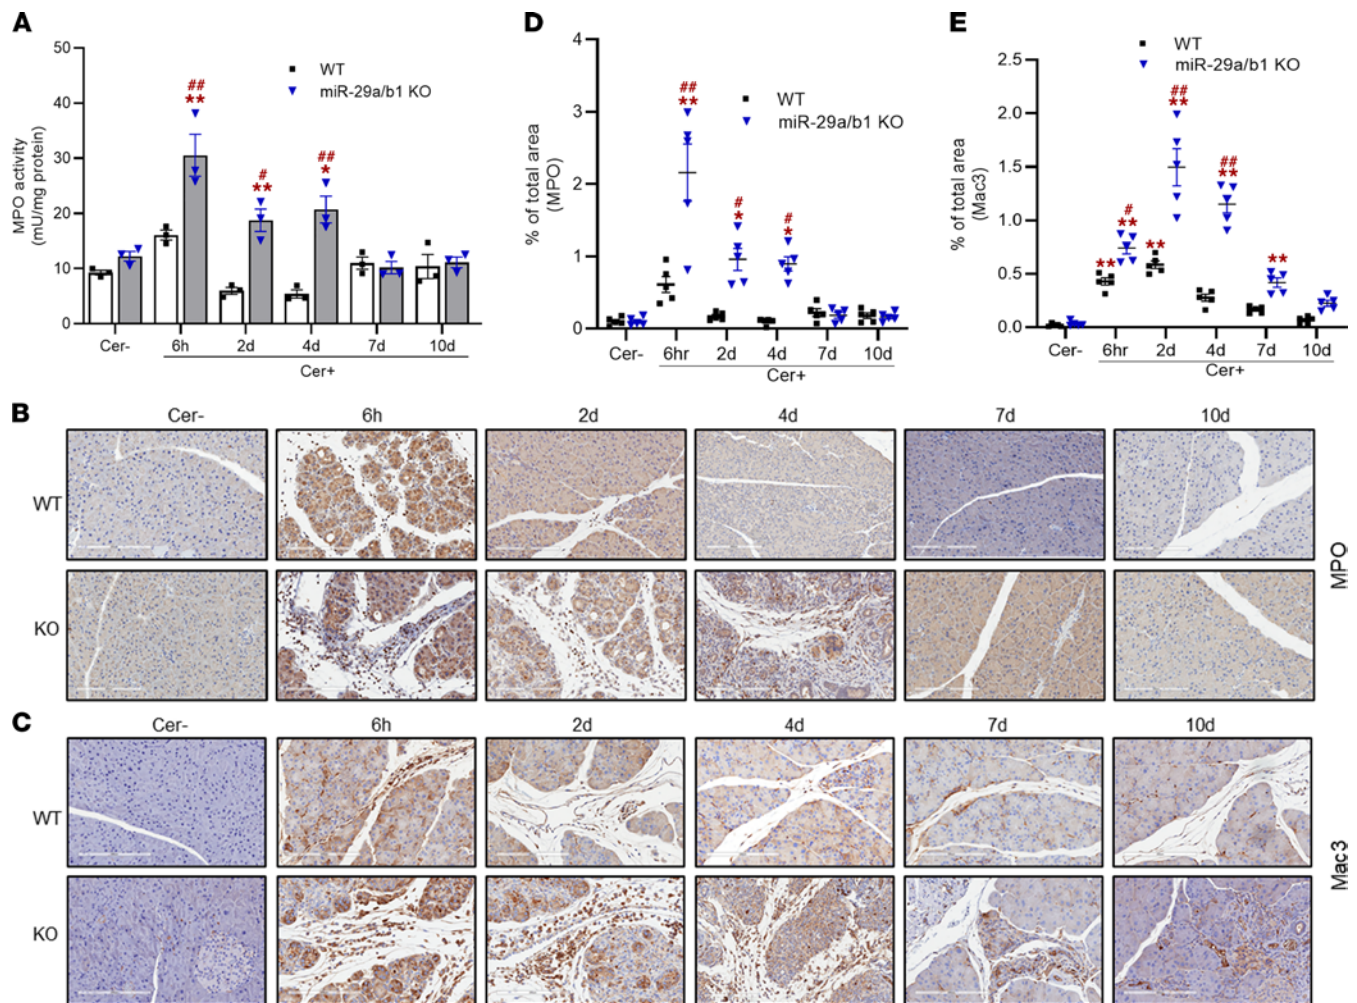 A
50
40
30
20
10
0
MPO activity
(mU/mg protein)
WT
miR-29a/b1 KO
##
**
#
**
##
*
Cer-
6h
2d
4d
7d
10d
Cer+
D
4
3
2
1
0
% of total area
(MPO)
WT
miR-29a/b1 KO
##
**
#
*
#
*
Cer-
6hr
2d
4d
7d
10d
Cer+
E
2.5
2.0
1.5
1.0
0.5
0.0
% of total area
(Mac3)
WT
miR-29a/b1 KO
**
#
**
**
##
**
##
**
**
Cer-
6hr
2d
4d
7d
10d
Cer+
B
Cer-
6h
2d
4d
7d
10d
WT
KO
MPO
C
Cer-
6h
2d
4d
7d
10d
WT
KO
Mac3